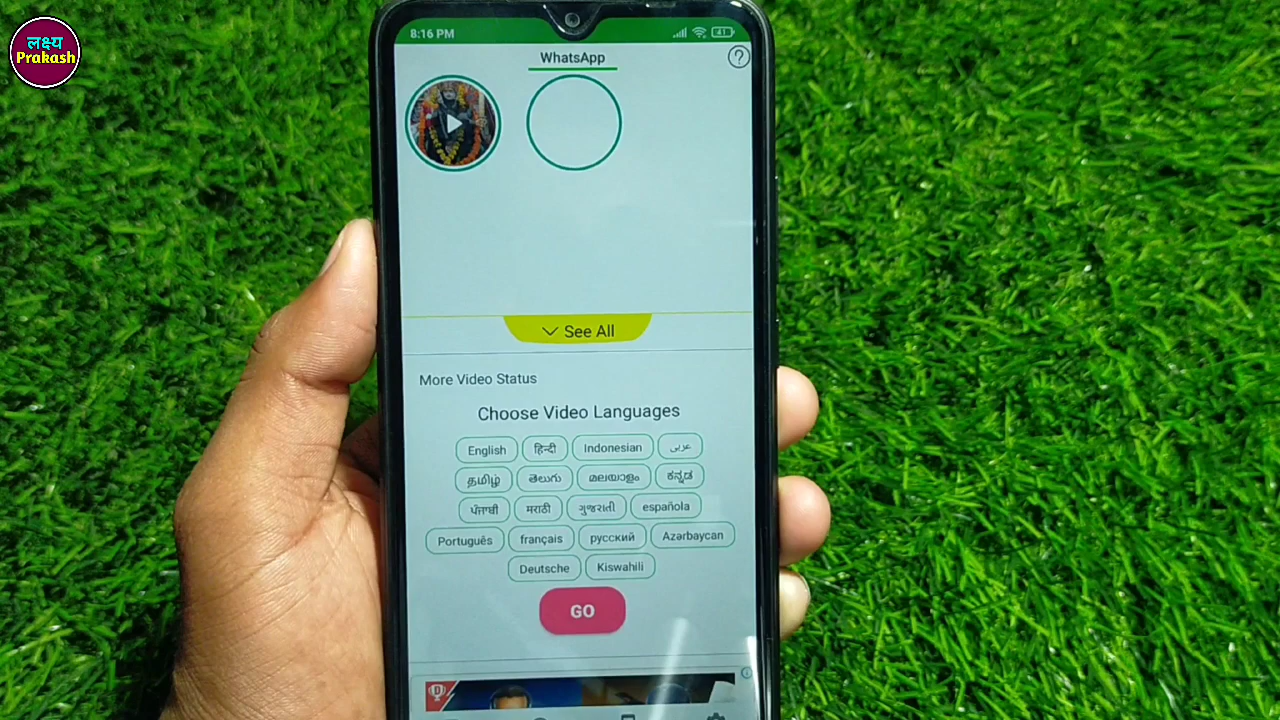 लक्ष्य
Prakash
8:16 PM
41
WhatsApp
?
See All
More Video Status
Choose Video Languages
English हिन्दी Indonesian عربى
தமிழ் తెలుగు മലയാളം ಕನ್ನಡ
ਪੰਜਾਬੀ मराठी ગુજરાતી española
Português français русский Azərbaycan
Deutsche Kiswahili
GO